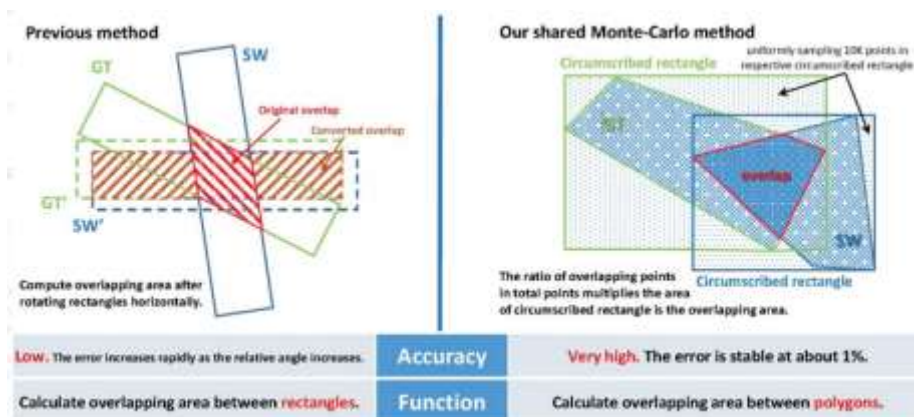 Previous method
SW
GT
Original overlap
Converted overlap
GT'
SW'
Compute overlapping area after
rotating rectangles horizontally.
Our shared Monte-Carlo method
uniformly sampling 10K points in
respective circumscribed rectangle
Circumscribed rectangle
GT
overlap
SW
Circumscribed rectangle
The ratio of overlapping points
in total points multiplies the area
of circumscribed rectangle is the overlapping area.
Low. The error increases rapidly as the relative angle increases.
Accuracy
Very high. The error is stable at about 1%.
Calculate overlapping area between rectangles.
Function
Calculate overlapping area between polygons.